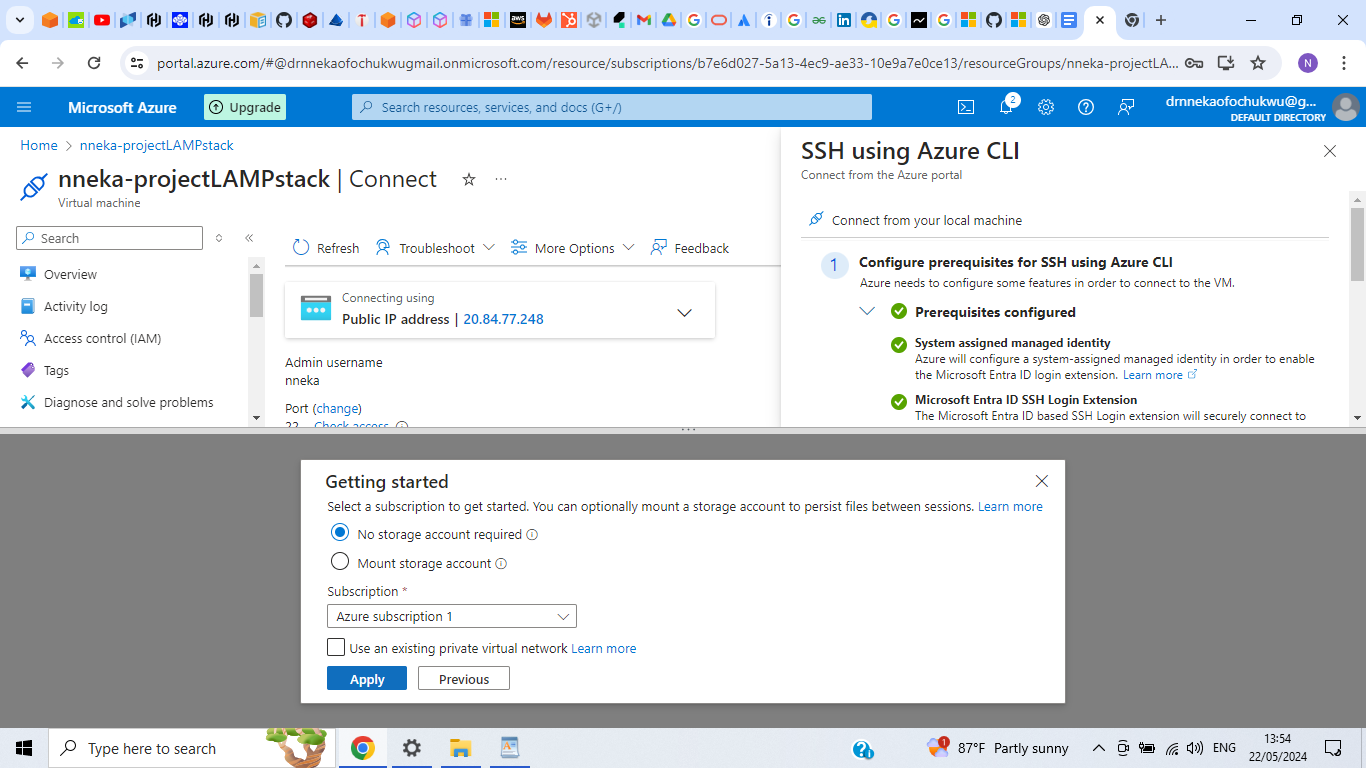 portal.azure.com/#@drnnekaofochukwugmail.onmicrosoft.com/resource/subscriptions/b7e6d027-5a13-4ec9-ae33-10e9a7e0ce13/resourceGroups/nneka-projectLA...
N
Microsoft Azure
Upgrade
Search resources, services, and docs (G+/)
2
drnnekaofochukwu@g...
DEFAULT DIRECTORY
Home > nneka-projectLAMPstack
nneka-projectLAMPstack | Connect
Virtual machine
Search
Overview
Activity log
Access control (IAM)
Tags
Diagnose and solve problems
Refresh
Troubleshoot
More Options
Feedback
Connecting using
Public IP address | 20.84.77.248
Admin username
nneka
Port (change)
22 Check access
SSH using Azure CLI
Connect from the Azure portal
Connect from your local machine
1
Configure prerequisites for SSH using Azure CLI
Azure needs to configure some features in order to connect to the VM.
Prerequisites configured
System assigned managed identity
Azure will configure a system-assigned managed identity in order to enable
the Microsoft Entra ID login extension. Learn more
Microsoft Entra ID SSH Login Extension
The Microsoft Entra ID based SSH Login extension will securely connect to
Getting started
Select a subscription to get started. You can optionally mount a storage account to persist files between sessions. Learn more
No storage account required
Mount storage account
Subscription *
Azure subscription 1
Use an existing private virtual network Learn more
Apply
Previous
Type here to search
1
87°F Partly sunny
ENG
13:54
22/05/2024